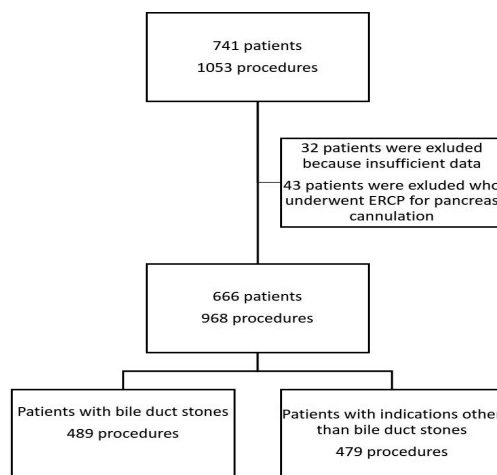 741 patients
1053 procedures
32 patients were exluded
because insufficient data
43 patients were exluded who
underwent ERCP for pancreas
cannulation
666 patients
968 procedures
Patients with bile duct stones
489 procedures
Patients with indications other
than bile duct stones
479 procedures